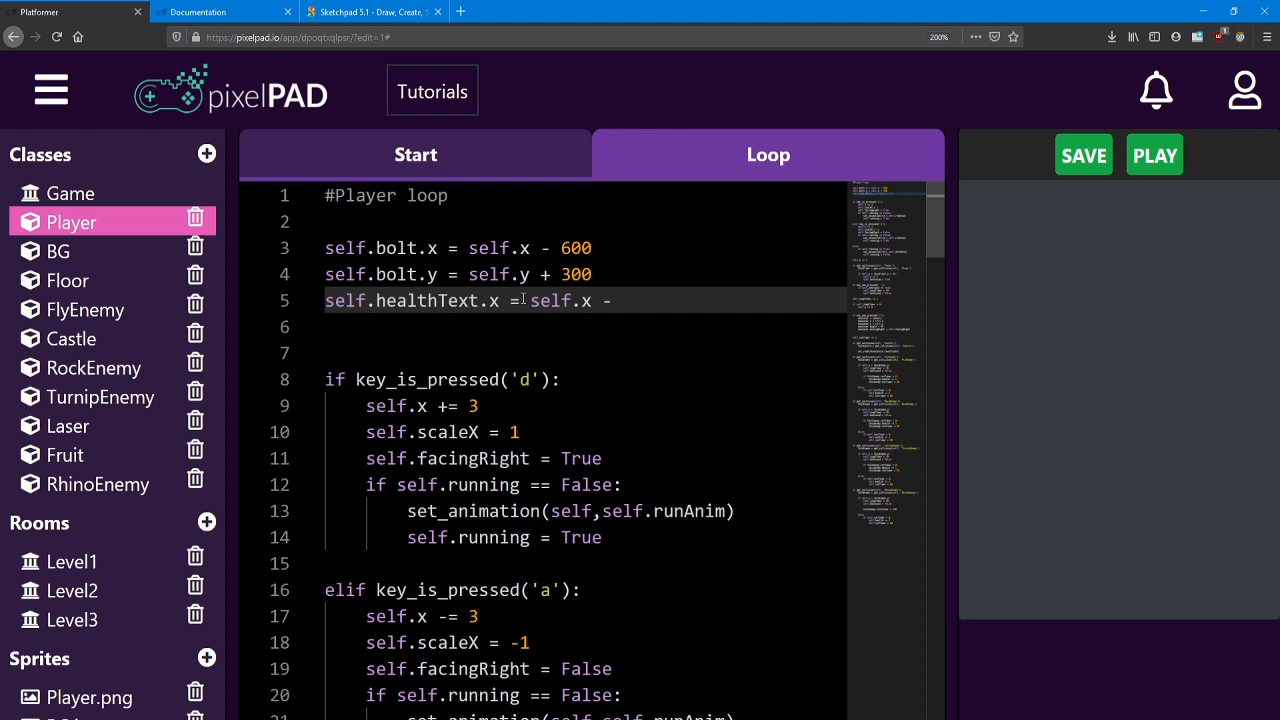 Platformer
Documentation
Sketchpad 5.1 - Draw, Create, S
https://pixelpad.io/app/dpoqtxqlpsr/?edit=1#
200%
pixelPAD
Tutorials
Classes
Game
Player
BG
Floor
FlyEnemy
Castle
RockEnemy
TurnipEnemy
Laser
Fruit
RhinoEnemy
Rooms
Level1
Level2
Level3
Sprites
Player.png
Start
Loop
1 #Player loop
2
3 self.bolt.x = self.x - 600
4 self.bolt.y = self.y + 300
5 self.healthText.x = self.x -
6
7
8 if key_is_pressed('d'):
9 self.x += 3
10 self.scaleX = 1
11 self.facingRight = True
12 if self.running == False:
13 set_animation(self,self.runAnim)
14 self.running = True
15
16 elif key_is_pressed('a'):
17 self.x -= 3
18 self.scaleX = -1
19 self.facingRight = False
20 if self.running == False:
SAVE
PLAY